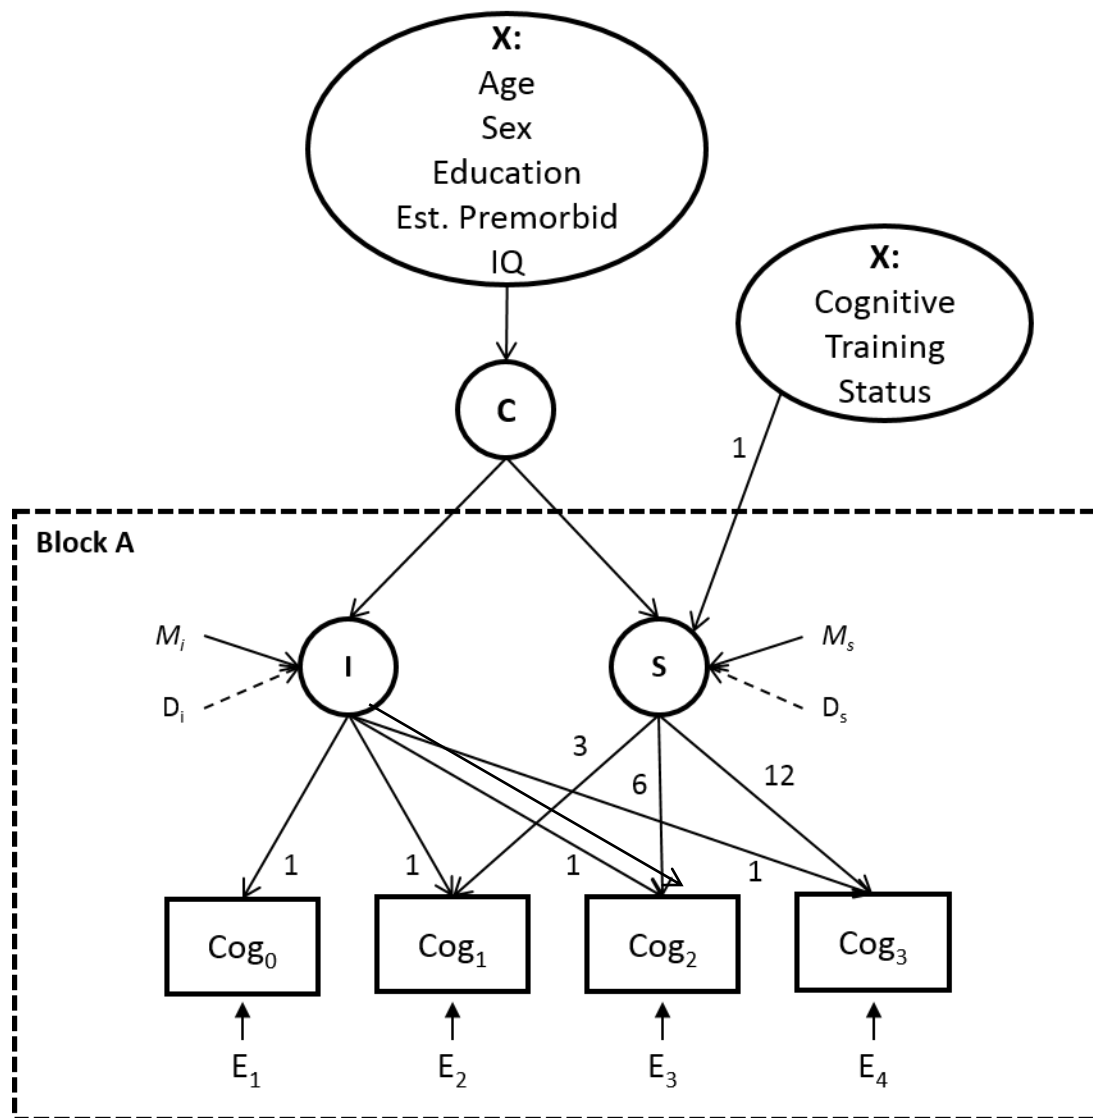 X:
Age
Sex
Education
Est. Premorbid
IQ
X:
Cognitive
Training
Status
C
1
Block A
Mᵢ
Dᵢ
I
S
Mₛ
Dₛ
3
6
12
1
1
1
1
Cog₀
Cog₁
Cog₂
Cog₃
E₁
E₂
E₃
E₄